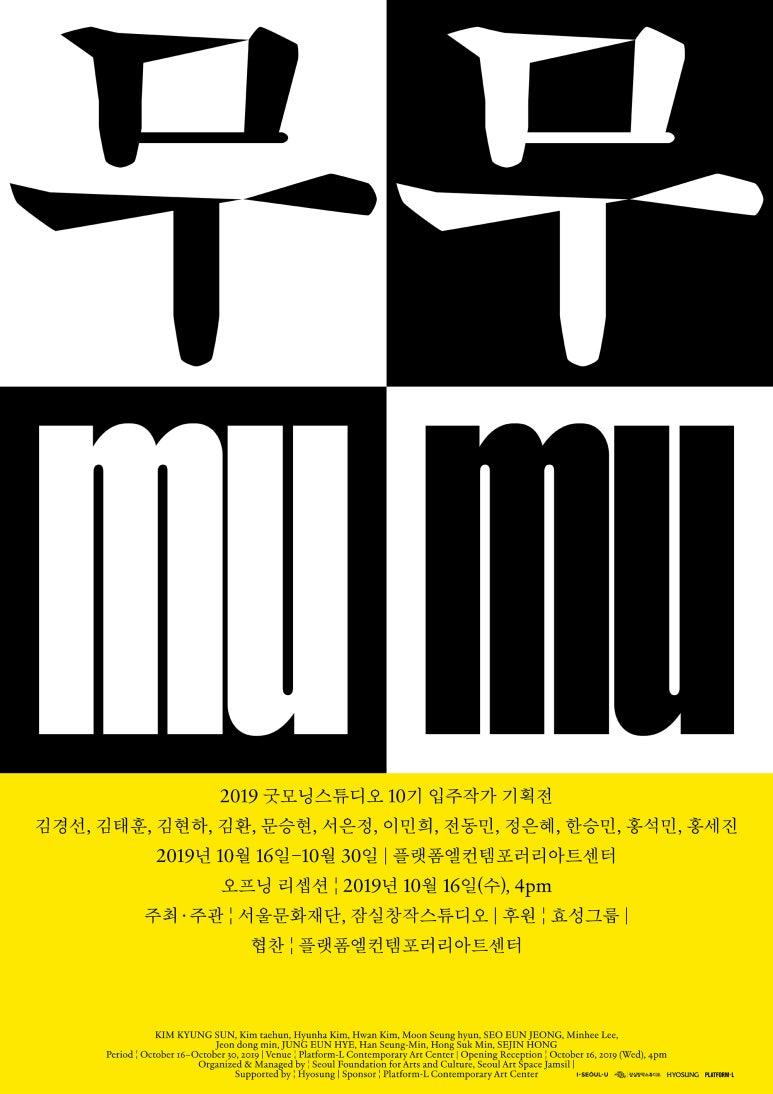 무무
mu mu
2019 굿모닝스튜디오 10기 입주작가 기획전
김경선, 김태훈, 김현하, 김환, 문승현, 서은정, 이민희, 전동민, 정은혜, 한승민, 홍석민, 홍세진
2019년 10월 16일–10월 30일 | 플랫폼엘컨템포러리아트센터
오프닝 리셉션 ¦ 2019년 10월 16일(수), 4pm
주최·주관 ¦ 서울문화재단, 잠실창작스튜디오 | 후원 ¦ 효성그룹 |
협찬 ¦ 플랫폼엘컨템포러리아트센터
KIM KYUNG SUN, Kim taehun, Hyunha Kim, Hwan Kim, Moon Seung hyun, SEO EUN JEONG, Minhee Lee,
Jeon dong min, JUNG EUN HYE, Han Seung-Min, Hong Suk Min, SEJIN HONG
Period ¦ October 16–October 30, 2019 | Venue ¦ Platform-L Contemporary Art Center | Opening Reception ¦ October 16, 2019 (Wed), 4pm
Organized & Managed by ¦ Seoul Foundation for Arts and Culture, Seoul Art Space Jamsil |
Supported by ¦ Hyosung | Sponsor ¦ Platform-L Contemporary Art Center
I·SEOUL·U 잠실창작스튜디오 HYOSUNG PLATFORM-L